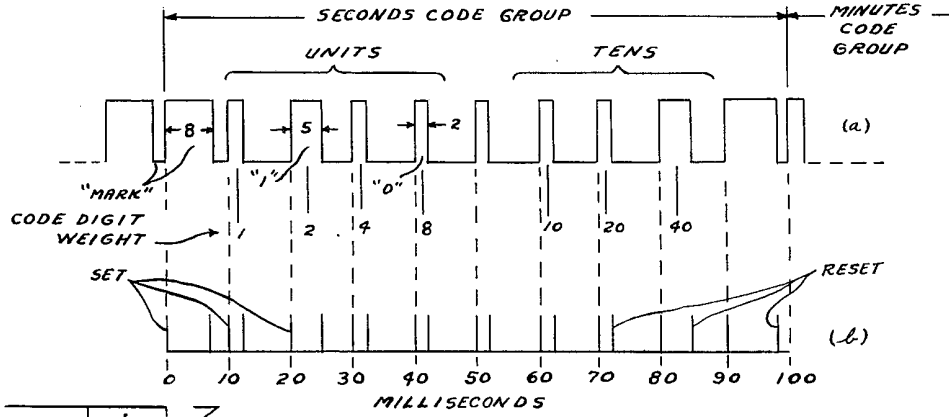 SECONDS CODE GROUP
MINUTES
CODE
GROUP
UNITS
TENS
8
5
2
(a)
"MARK"
"1"
"0"
CODE DIGIT
WEIGHT
1 2 4 8 10 20 40
SET
RESET
(b)
0 10 20 30 40 50 60 70 80 90 100
MILLISECONDS